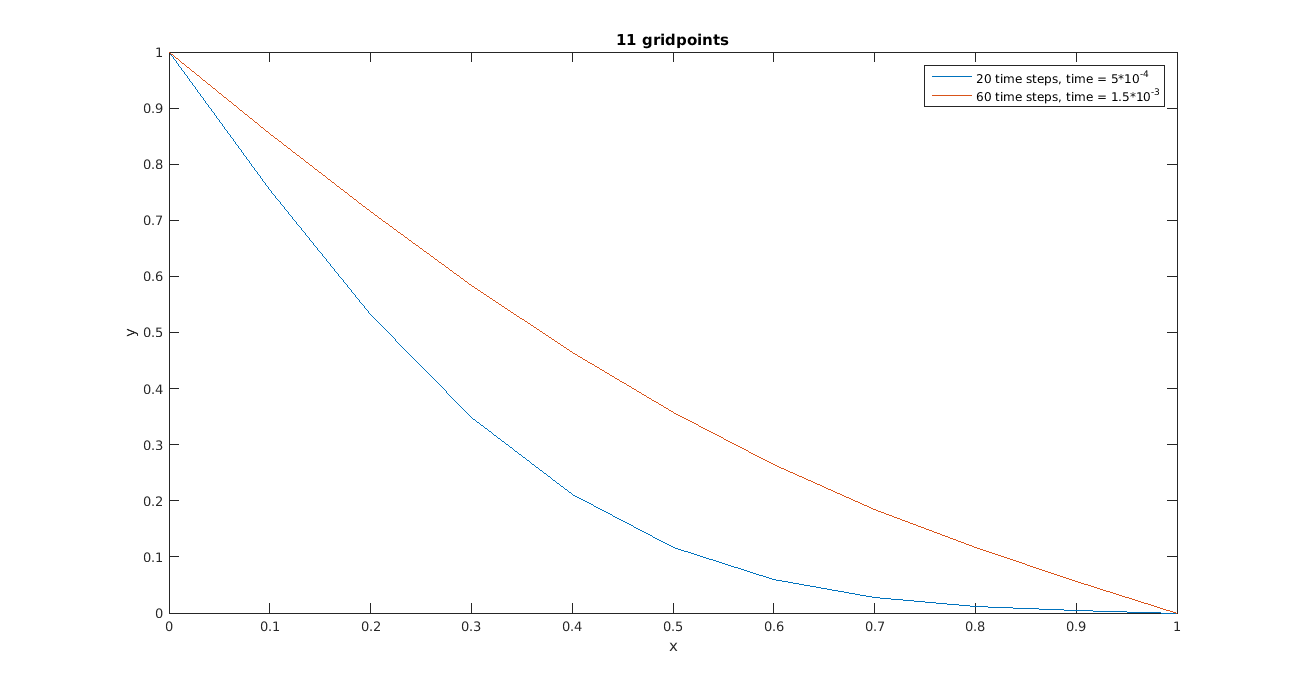 11 gridpoints
20 time steps, time = 5*10^-4
60 time steps, time = 1.5*10^-3
1
0.9
0.8
0.7
0.6
0.5
0.4
0.3
0.2
0.1
0
y
0 0.1 0.2 0.3 0.4 0.5 0.6 0.7 0.8 0.9 1
x